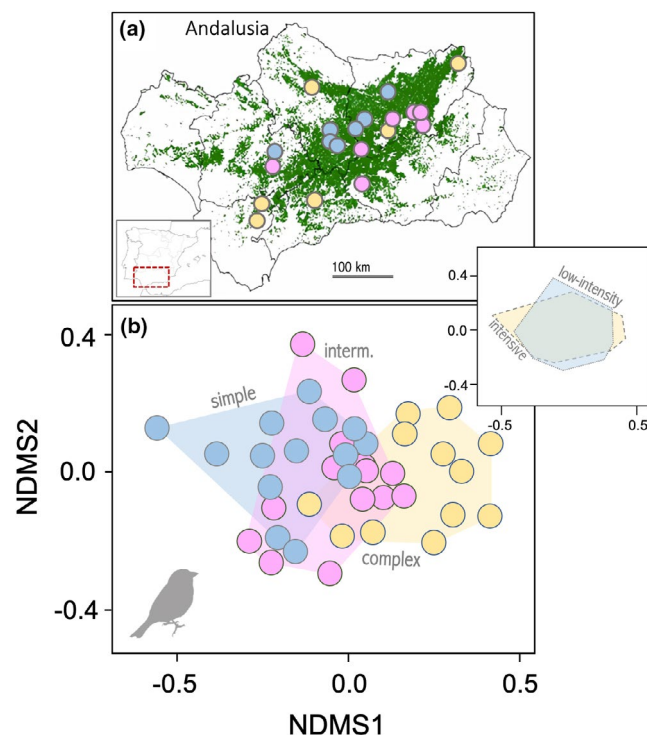 (a)
Andalusia
100 km
0.4
0.0
-0.4
low-intensity
intensive
-0.5
0.5
(b)
0.4
0.0
-0.4
simple
interm.
complex
NDMS2
-0.5
0.0
0.5
NDMS1